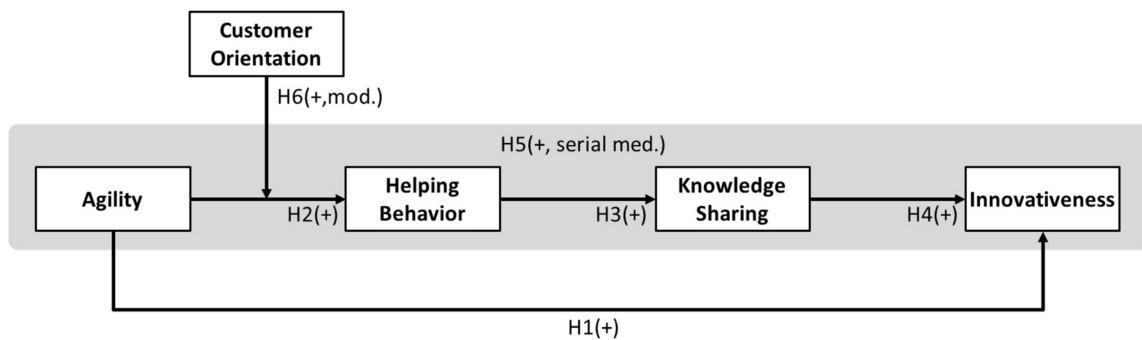 Customer
Orientation
H6(+,mod.)
H5(+, serial med.)
Agility
H2(+)
Helping
Behavior
H3(+)
Knowledge
Sharing
H4(+)
Innovativeness
H1(+)